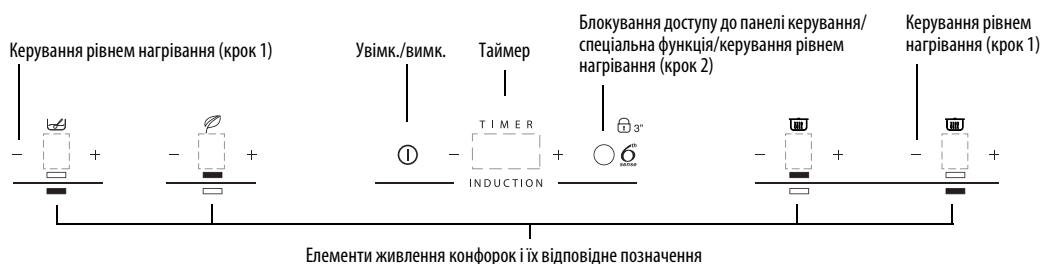 Керування рівнем нагрівання (крок 1)
Увімк./вимк.
Таймер
Блокування доступу до панелі керування/
спеціальна функція/керування рівнем
нагрівання (крок 2)
Керування рівнем
нагрівання (крок 1)
TIMER
3"
− +
− +
− +
6th
sense
− +
− +
INDUCTION
Елементи живлення конфорок і їх відповідне позначення